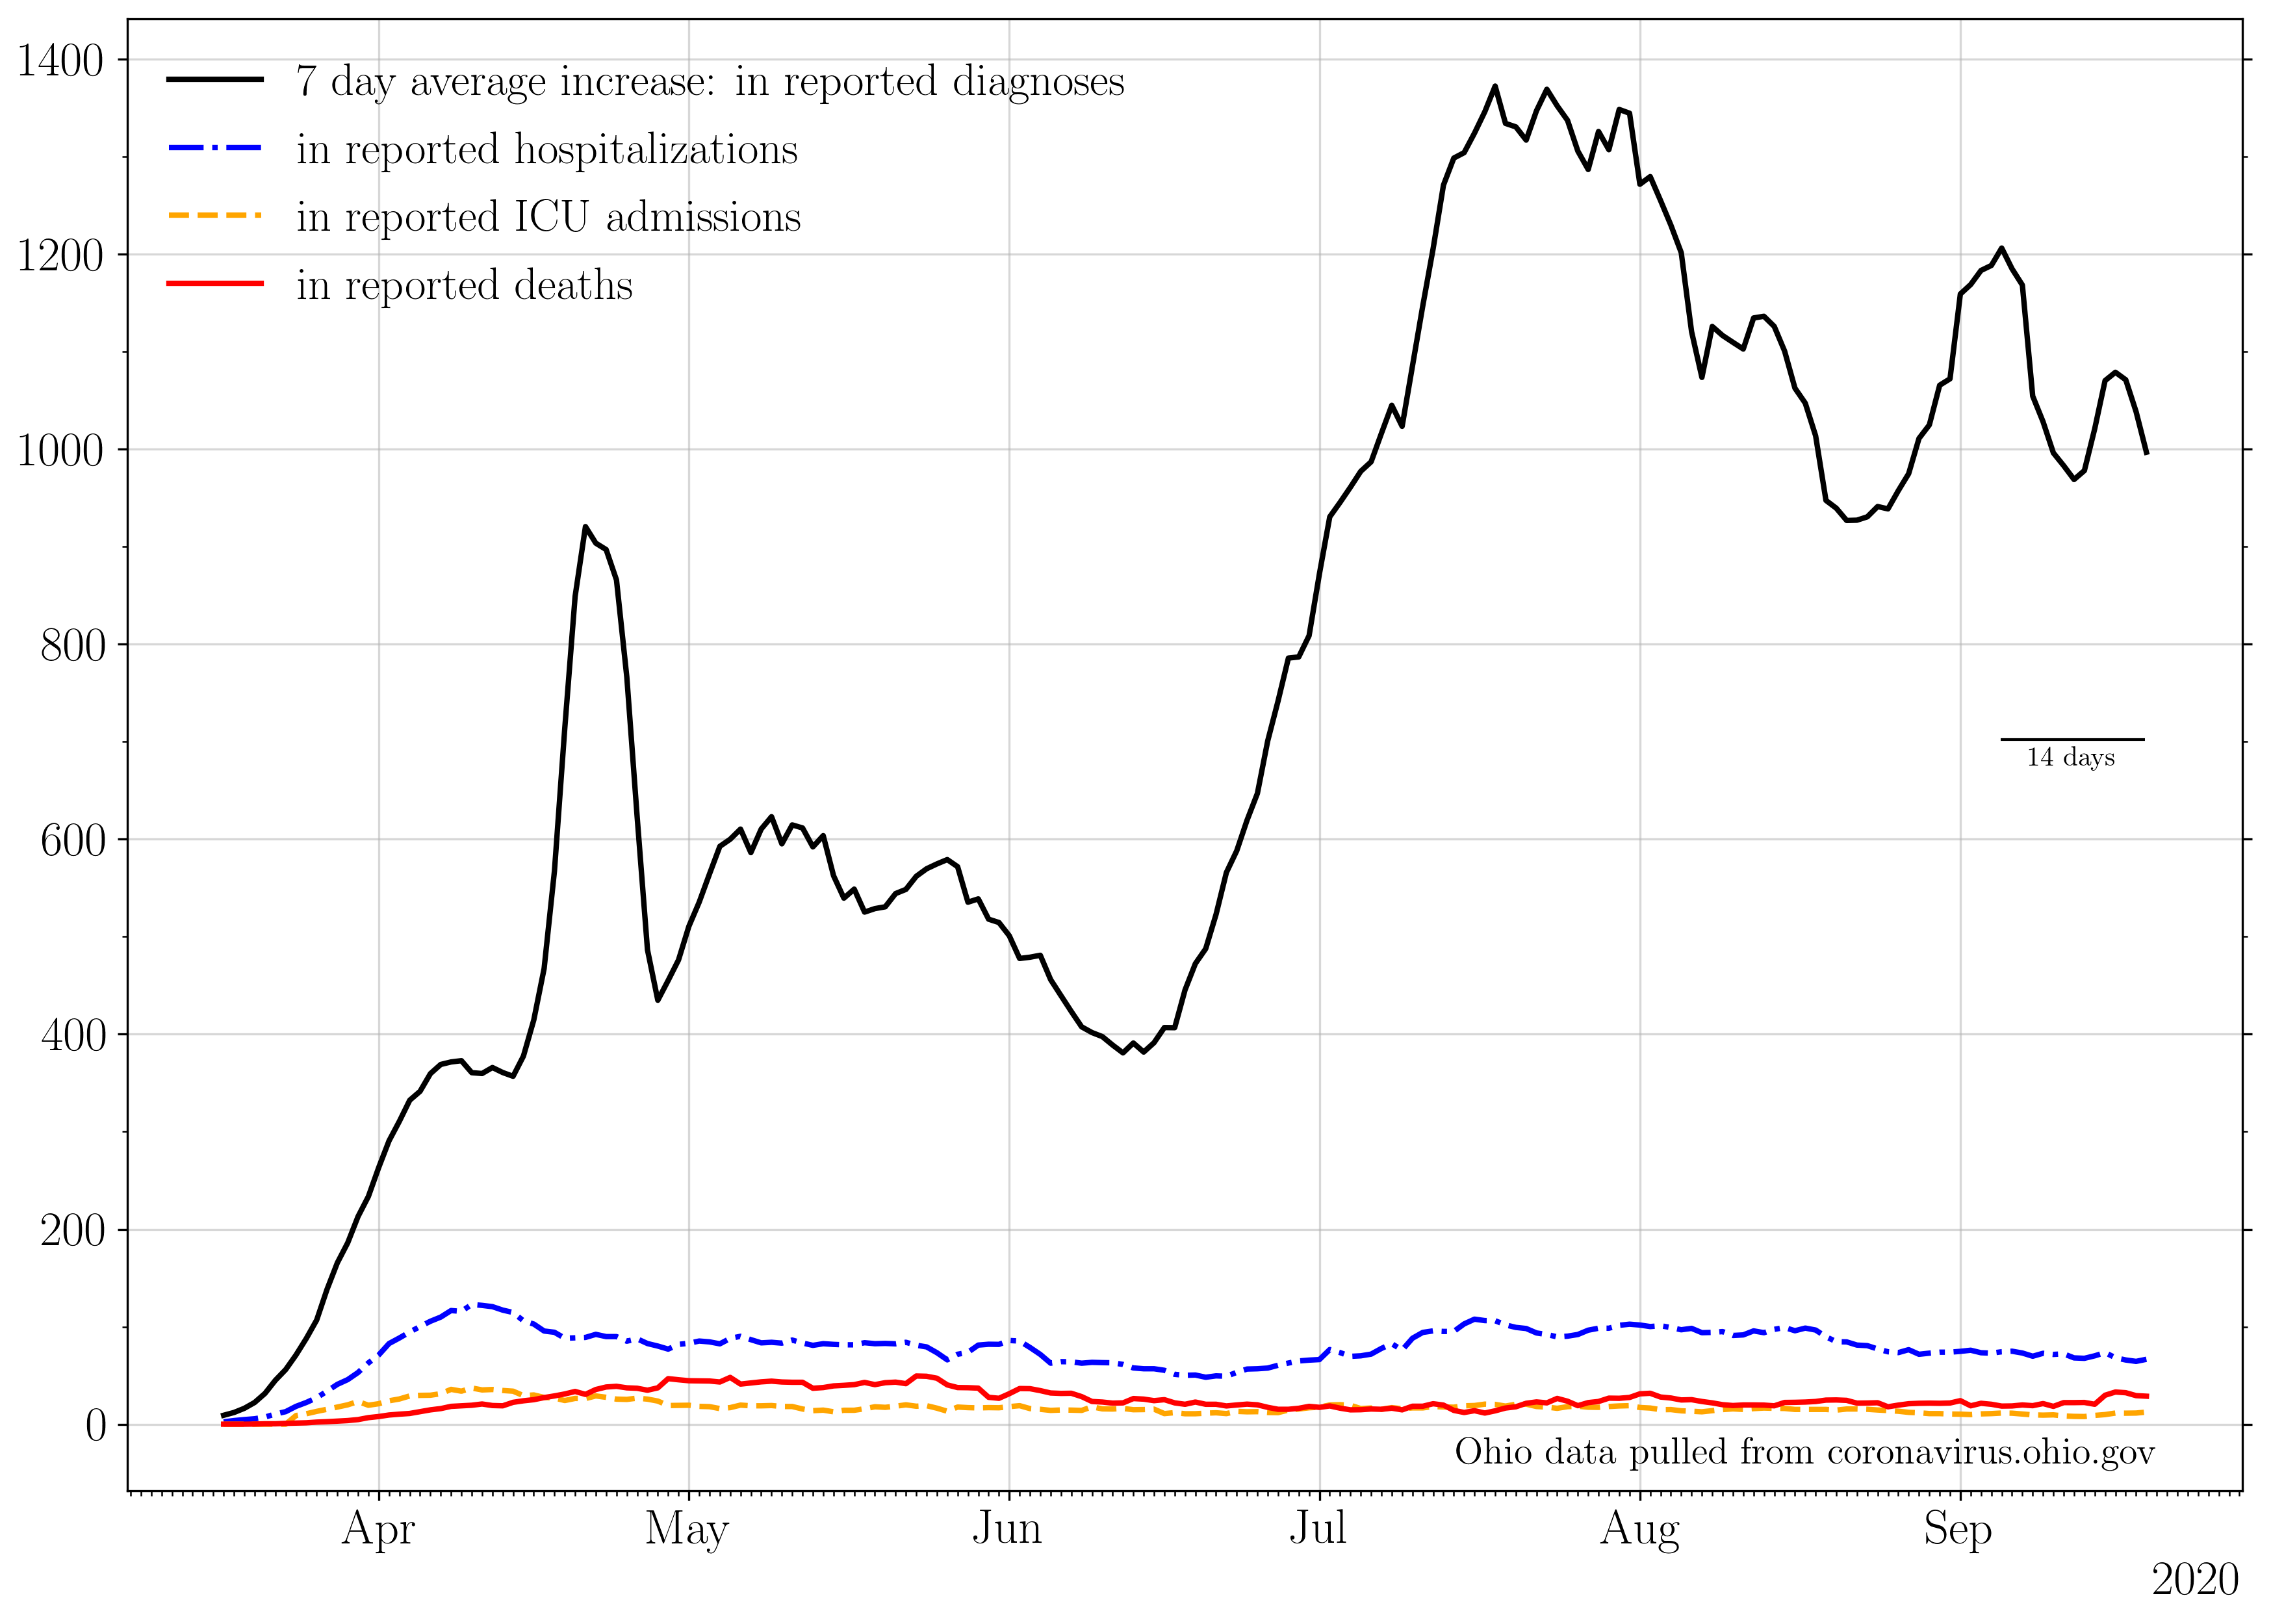 1400
7 day average increase: in reported diagnoses
in reported hospitalizations
in reported ICU admissions
1200
in reported deaths
1000
800
14 days
600
400
200
0
Ohio data pulled from coronavirus.ohio.gov
Apr May Jun Jul Aug Sep
2020